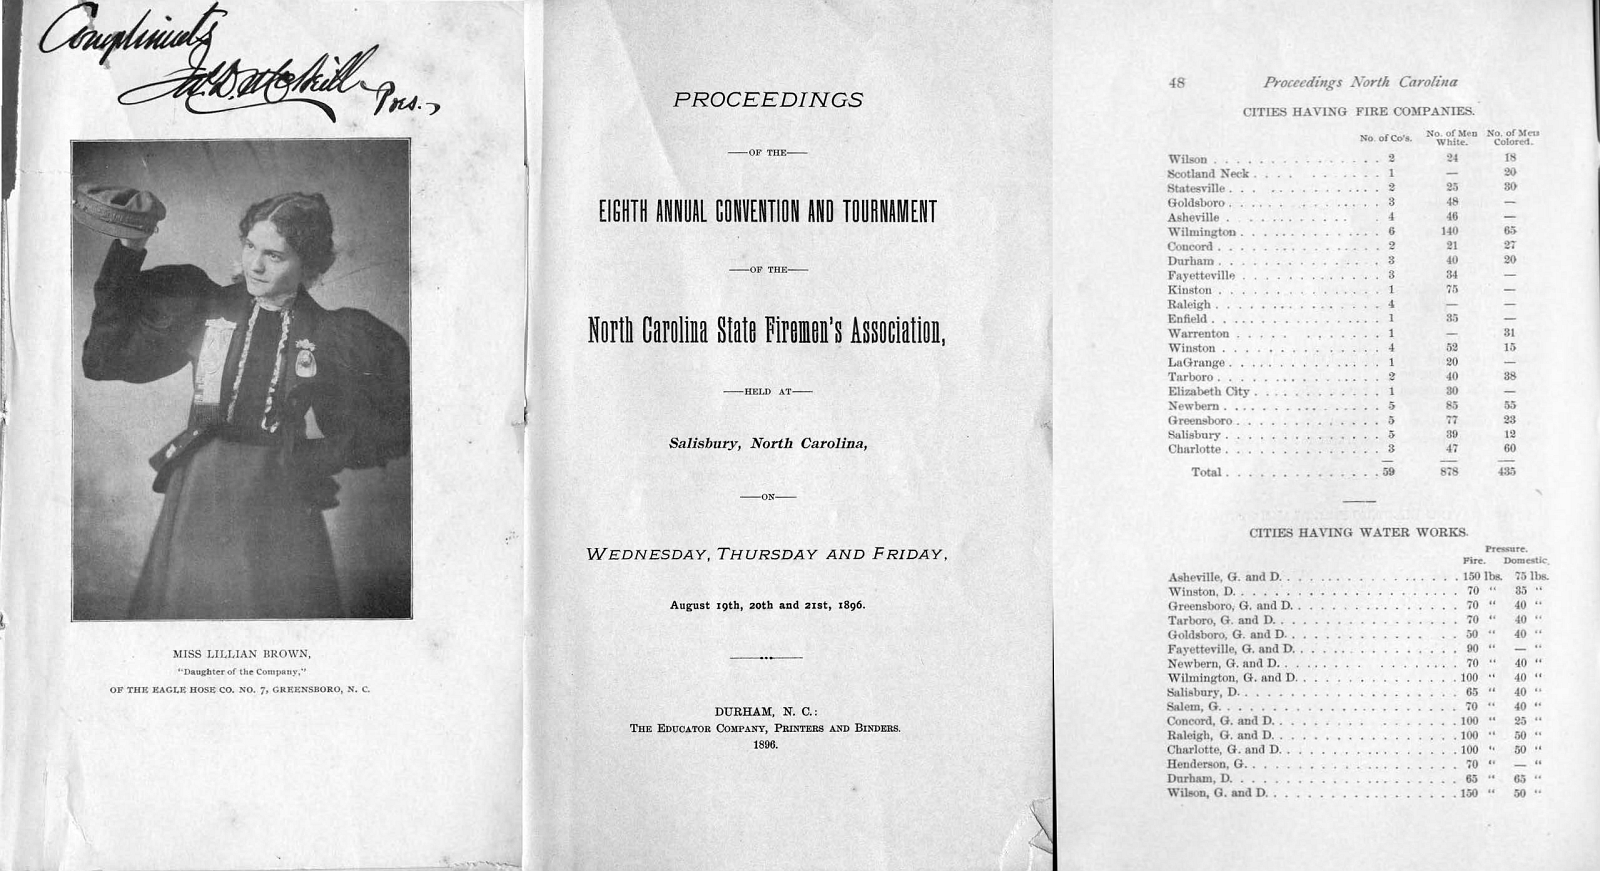 Compliments
Pres.
MISS LILLIAN BROWN,
"Daughter of the Company,"
OF THE EAGLE HOSE CO. NO. 7, GREENSBORO, N. C.
PROCEEDINGS
—OF THE—
EIGHTH ANNUAL CONVENTION AND TOURNAMENT
—OF THE—
North Carolina State Firemen's Association,
—HELD AT—
Salisbury, North Carolina,
—ON—
WEDNESDAY, THURSDAY AND FRIDAY,
August 19th, 20th and 21st, 1896.
DURHAM, N. C.:
THE EDUCATOR COMPANY, PRINTERS AND BINDERS.
1896.
48 Proceedings North Carolina
CITIES HAVING FIRE COMPANIES.
No. of Co's. No. of Men White. No. of Men Colored.
Wilson . . . . . . . . . . . . . . 2 24 18
Scotland Neck . . . . . . . . . . 1 — 20
Statesville . . . . . . . . . . . . . 2 25 30
Goldsboro . . . . . . . . . . . . . 3 48 —
Asheville . . . . . . . . . . . . 4 46 —
Wilmington . . . . . . . . . . . . 6 140 65
Concord . . . . . . . . . . . . . . 2 21 27
Durham . . . . . . . . . . . . . . 3 40 20
Fayetteville . . . . . . . . . . . . 3 34 —
Kinston . . . . . . . . . . . . . . 1 75 —
Raleigh . . . . . . . . . . . . . . 4 — —
Enfield . . . . . . . . . . . . . . 1 35 —
Warrenton . . . . . . . . . . . 1 — 31
Winston . . . . . . . . . . . . . . 4 52 15
LaGrange . . . . . . . . . . . . . 1 20 —
Tarboro . . . . . . . . . . . . . . 2 40 38
Elizabeth City . . . . . . . . . . . 1 30 —
Newbern . . . . . . . . . . . . . . 5 85 55
Greensboro . . . . . . . . . . . . . 5 77 23
Salisbury . . . . . . . . . . . . . . 5 39 12
Charlotte . . . . . . . . . . . . . . 3 47 60
Total . . . . . . . . . . . . . . 59 878 435
CITIES HAVING WATER WORKS.
Pressure.
Fire. Domestic.
Asheville, G. and D. . . . . . . . . . . . . . . . 150 lbs. 75 lbs.
Winston, D. . . . . . . . . . . . . . . . . . . . 70 " 35 "
Greensboro, G. and D. . . . . . . . . . . . . . . 70 " 40 "
Tarboro, G. and D. . . . . . . . . . . . . . . . 70 " 40 "
Goldsboro, G. and D. . . . . . . . . . . . . . . 50 " 40 "
Fayetteville, G. and D. . . . . . . . . . . . . . . 90 " — "
Newbern, G. and D. . . . . . . . . . . . . . . . 70 " 40 "
Wilmington, G. and D. . . . . . . . . . . . . . . 100 " 40 "
Salisbury, D. . . . . . . . . . . . . . . . . . . . 65 " 40 "
Salem, G. . . . . . . . . . . . . . . . . . . . . 70 " 40 "
Concord, G. and D. . . . . . . . . . . . . . . . 100 " 25 "
Raleigh, G. and D. . . . . . . . . . . . . . . . 100 " 50 "
Charlotte, G. and D. . . . . . . . . . . . . . . . 100 " 50 "
Henderson, G. . . . . . . . . . . . . . . . . . . 70 " — "
Durham, D. . . . . . . . . . . . . . . . . . . . 65 " 65 "
Wilson, G. and D. . . . . . . . . . . . . . . . . 150 " 50 "